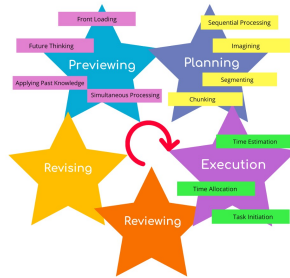 Front Loading
Future Thinking
Previewing
Applying Past Knowledge
Simultaneous Processing
Sequential Processing
Imagining
Planning
Segmenting
Chunking
Time Estimation
Execution
Time Allocation
Task Initiation
Reviewing
Revising